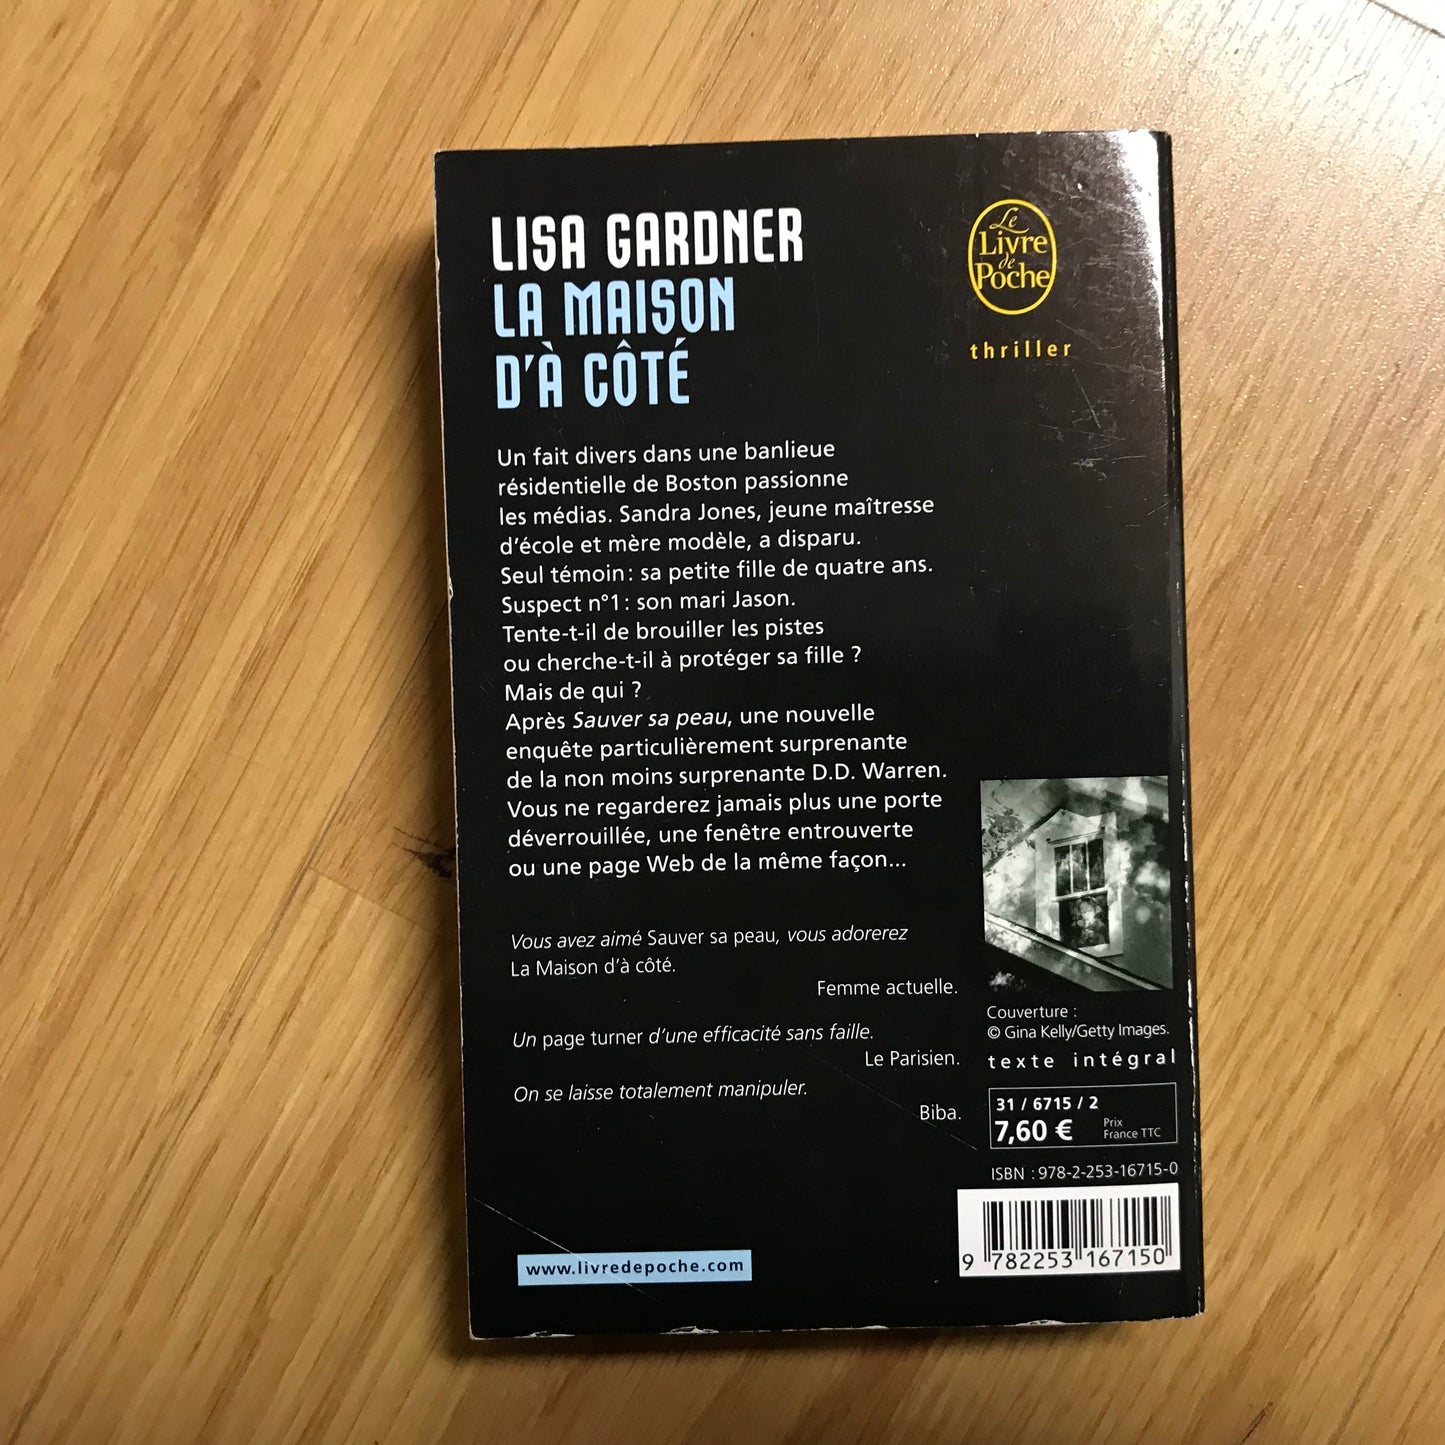 LISA GARDNER
LA MAISON
D'À CÔTÉ
Le
Livre
de
Poche
thriller
Un fait divers dans une banlieue
résidentielle de Boston passionne
les médias. Sandra Jones, jeune maîtresse
d'école et mère modèle, a disparu.
Seul témoin : sa petite fille de quatre ans.
Suspect n°1 : son mari Jason.
Tente-t-il de brouiller les pistes
ou cherche-t-il à protéger sa fille ?
Mais de qui ?
Après Sauver sa peau, une nouvelle
enquête particulièrement surprenante
de la non moins surprenante D.D. Warren.
Vous ne regarderez jamais plus une porte
déverrouillée, une fenêtre entrouverte
ou une page Web de la même façon...
Vous avez aimé Sauver sa peau, vous adorerez
La Maison d'à côté.
Femme actuelle.
Un page turner d'une efficacité sans faille.
Le Parisien.
On se laisse totalement manipuler.
Biba.
Couverture :
© Gina Kelly/Getty Images.
texte intégral
31 / 6715 / 2
7,60 €
Prix
France TTC
ISBN : 978-2-253-16715-0
9 782253 167150
www.livredepoche.com